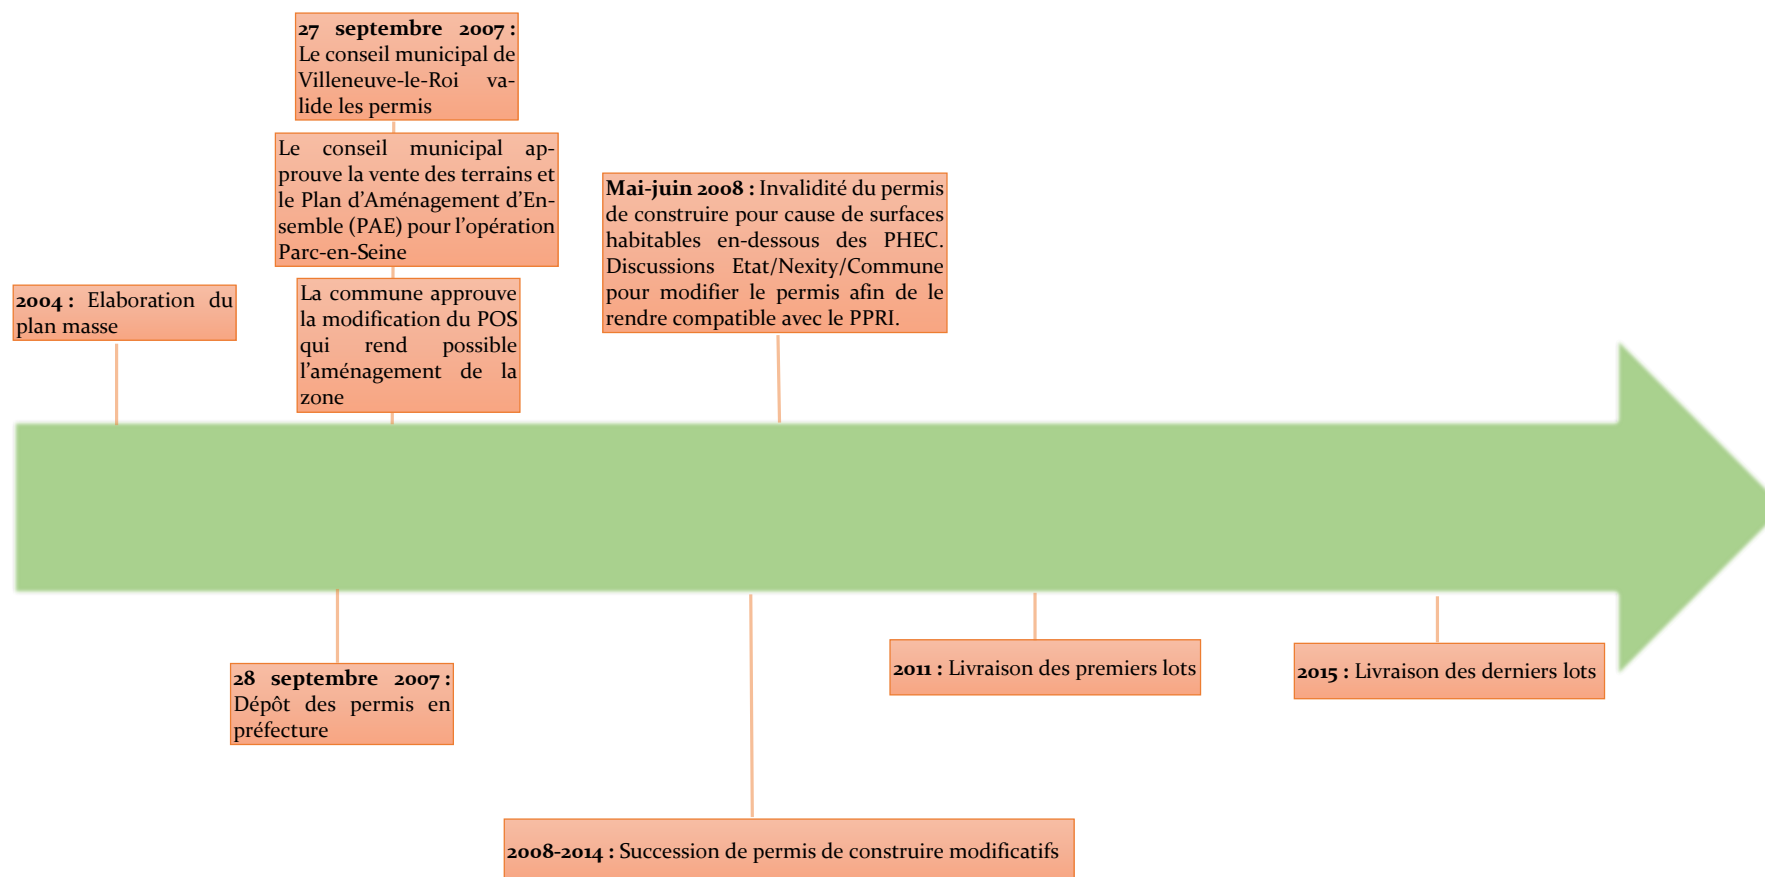 27 septembre 2007 :
Le conseil municipal de
Villeneuve-le-Roi va-
lide les permis
Le conseil municipal ap-
prouve la vente des terrains et
le Plan d’Aménagement d’En-
semble (PAE) pour l’opération
Parc-en-Seine
La commune approuve
la modification du POS
qui rend possible
l’aménagement de la
zone
2004 : Elaboration du
plan masse
Mai-juin 2008 : Invalidité du permis
de construire pour cause de surfaces
habitables en-dessous des PHEC.
Discussions Etat/Nexity/Commune
pour modifier le permis afin de le
rendre compatible avec le PPRI.
28 septembre 2007 :
Dépôt des permis en
préfecture
2008-2014 : Succession de permis de construire modificatifs
2011 : Livraison des premiers lots
2015 : Livraison des derniers lots